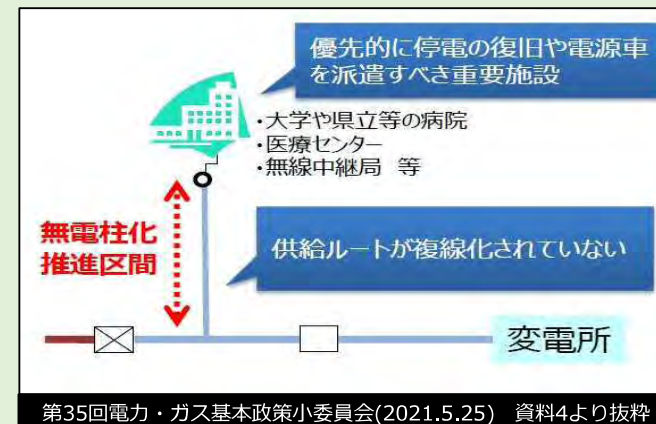 優先的に停電の復旧や電源車
を派遣すべき重要施設
・大学や県立等の病院
・医療センター
・無線中継局 等
無電柱化
推進区間
供給ルートが複線化されていない
変電所
第35回電力・ガス基本政策小委員会(2021.5.25) 資料4より抜粋